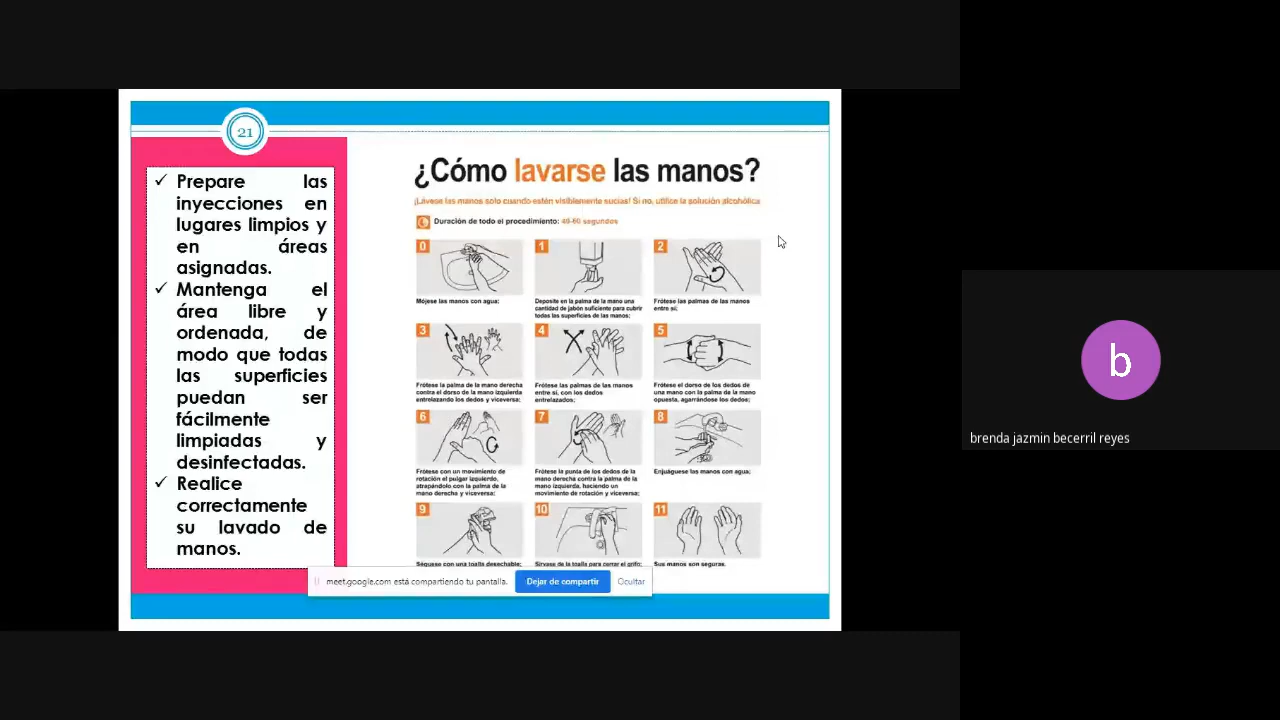 21
Prepare las
inyecciones en
lugares limpios y
en áreas
asignadas.
Mantenga el
área libre y
ordenada, de
modo que todas
las superficies
puedan ser
fácilmente
limpiadas y
desinfectadas.
Realice
correctamente
su lavado de
manos.
¿Cómo lavarse las manos?
¡Lávese las manos solo cuando estén visiblemente sucias! Si no, utilice la solución alcohólica
Duración de todo el procedimiento: 40-60 segundos
0
Mójese las manos con agua;
1
Deposite en la palma de la mano una
cantidad de jabón suficiente para cubrir
todas las superficies de las manos;
2
Frótese las palmas de las manos
entre sí;
3
Frótese la palma de la mano derecha
contra el dorso de la mano izquierda
entrelazando los dedos y viceversa;
4
Frótese las palmas de las manos
entre sí, con los dedos
entrelazados;
5
Frótese el dorso de los dedos de
una mano con la palma de la mano
opuesta, agarrándose los dedos;
6
Frótese con un movimiento de
rotación el pulgar izquierdo,
atrapándolo con la palma de la
mano derecha y viceversa;
7
Frótese la punta de los dedos de la
mano derecha contra la palma de la
mano izquierda, haciendo un
movimiento de rotación y viceversa;
8
Enjuáguese las manos con agua;
9
Séquese con una toalla desechable;
10
Sírvase de la toalla para cerrar el grifo;
11
Sus manos son seguras.
meet.google.com está compartiendo tu pantalla.
Dejar de compartir
Ocultar
b
brenda jazmin becerril reyes